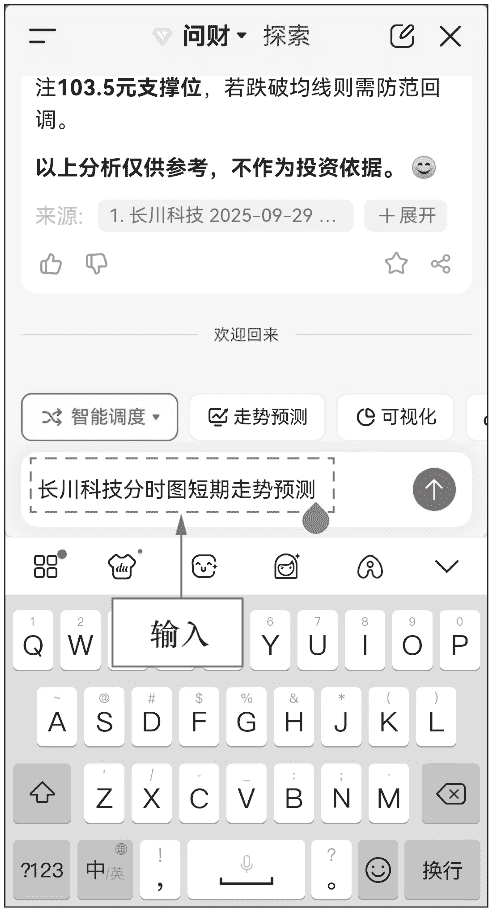 问财 探索
注103.5元支撑位，若跌破均线则需防范回
调。
以上分析仅供参考，不作为投资依据。
来源: 1. 长川科技 2025-09-29 ... +展开
欢迎回来
智能调度 走势预测 可视化
长川科技分时图短期走势预测
du
输入
1 2 6 7 8 9 0
Q W Y U I O P
~ @ # $ % & * ( )
A S D F G H J K L
' / - _ : ; 、
Z X C V B N M
?123 中/英 ! , ? 。 换行